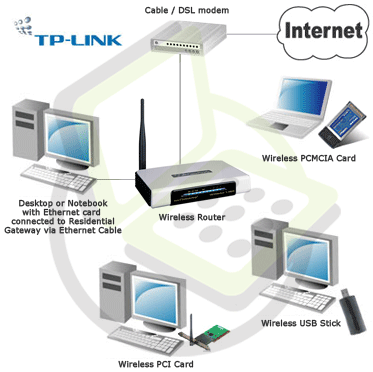 Cable / DSL modem
TP-LINK
Internet
Wireless PCMCIA Card
Desktop or Notebook
with Ethernet card
connected to Residential
Gateway via Ethernet Cable
Wireless Router
Wireless USB Stick
Wireless PCI Card